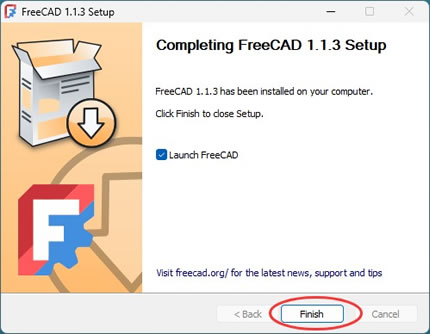 FreeCAD 1.1.3 Setup
Completing FreeCAD 1.1.3 Setup
FreeCAD 1.1.3 has been installed on your computer.
Click Finish to close Setup.
Launch FreeCAD
Visit freecad.org/ for the latest news, support and tips
< Back
Finish
Cancel